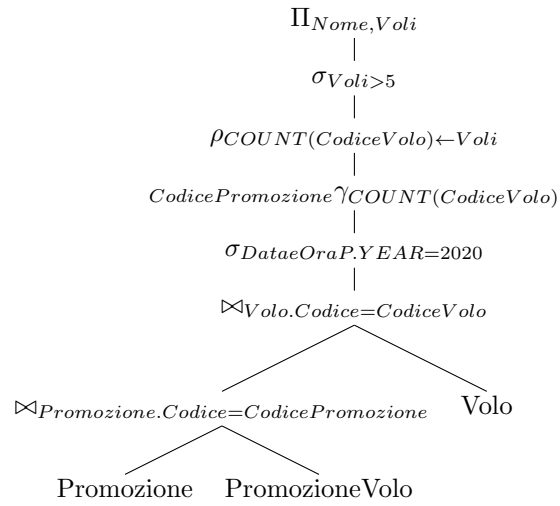 Π_{Nome,Voli}
σ_{Voli>5}
ρ_{COUNT(CodiceVolo)←Voli}
_{CodicePromozione}γ_{COUNT(CodiceVolo)}
σ_{DataeOraP.YEAR=2020}
⋈_{Volo.Codice=CodiceVolo}
⋈_{Promozione.Codice=CodicePromozione} Volo
Promozione PromozioneVolo